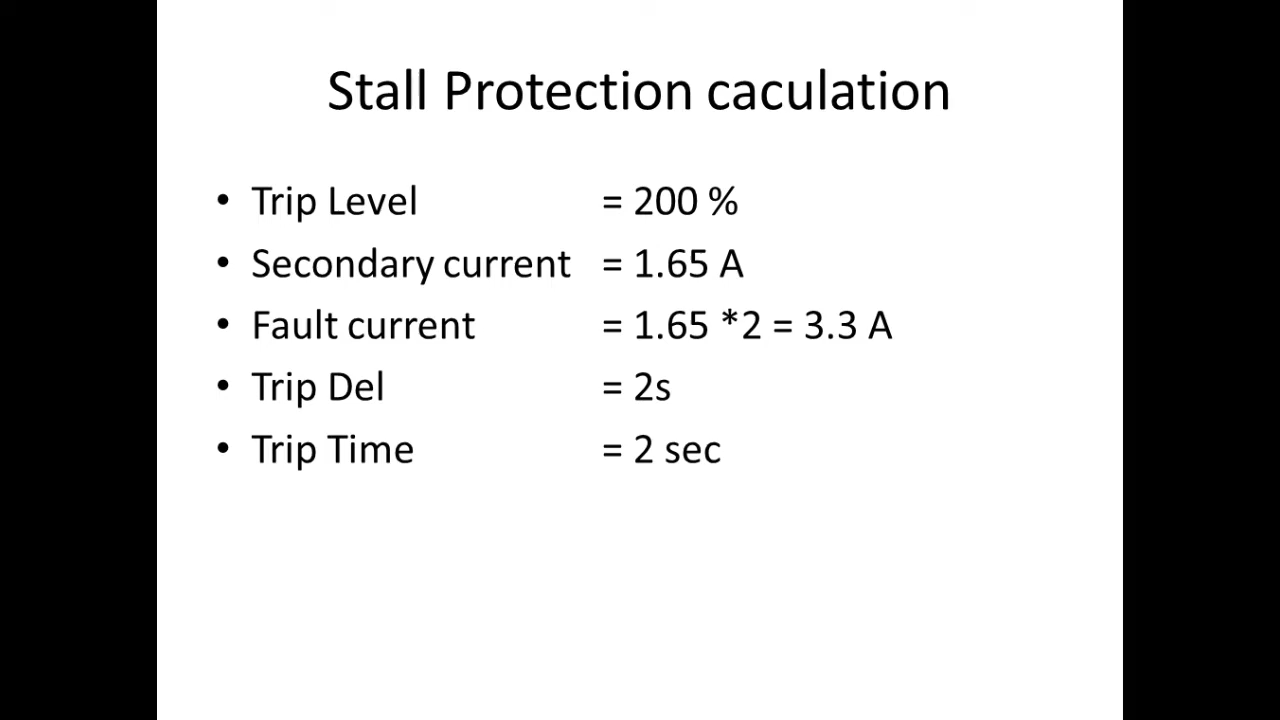 Stall Protection caculation
• Trip Level = 200 %
• Secondary current = 1.65 A
• Fault current = 1.65 *2 = 3.3 A
• Trip Del = 2s
• Trip Time = 2 sec